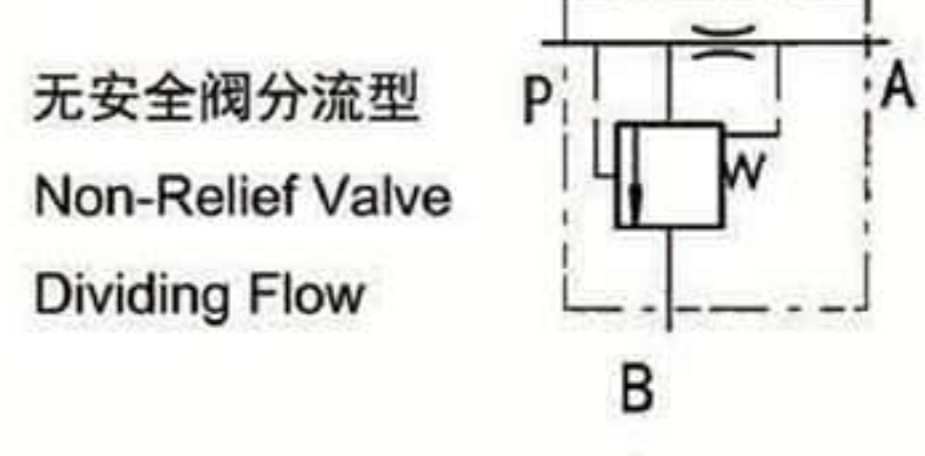 无安全阀分流型
Non-Relief Valve
Dividing Flow
P
A
B